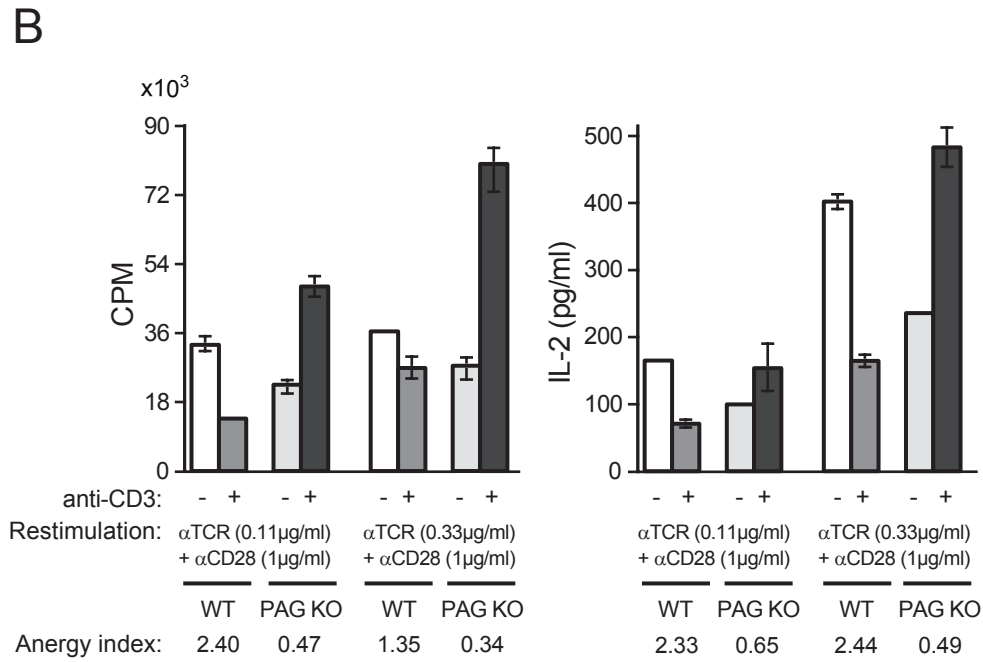 B
x10³
90
72
54
36
18
0
CPM
500
400
300
200
100
0
IL-2 (pg/ml)
anti-CD3: - + - + - + - + - + - + - + - +
Restimulation: αTCR (0.11µg/ml) αTCR (0.33µg/ml) αTCR (0.11µg/ml) αTCR (0.33µg/ml)
+ αCD28 (1µg/ml) + αCD28 (1µg/ml) + αCD28 (1µg/ml) + αCD28 (1µg/ml)
WT PAG KO WT PAG KO WT PAG KO WT PAG KO
Anergy index: 2.40 0.47 1.35 0.34 2.33 0.65 2.44 0.49